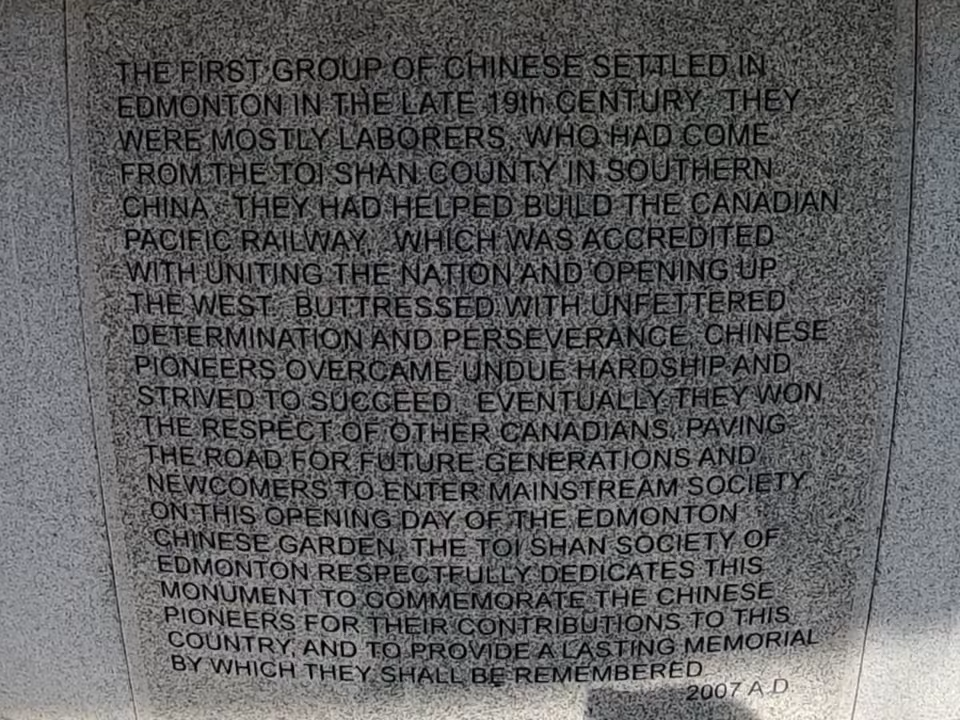 THE FIRST GROUP OF CHINESE SETTLED IN
EDMONTON IN THE LATE 19th CENTURY. THEY
WERE MOSTLY LABORERS, WHO HAD COME
FROM THE TOI SHAN COUNTY IN SOUTHERN
CHINA. THEY HAD HELPED BUILD THE CANADIAN
PACIFIC RAILWAY, WHICH WAS ACCREDITED
WITH UNITING THE NATION AND OPENING UP
THE WEST. BUTTRESSED WITH UNFETTERED
DETERMINATION AND PERSEVERANCE, CHINESE
PIONEERS OVERCAME UNDUE HARDSHIP AND
STRIVED TO SUCCEED. EVENTUALLY THEY WON
THE RESPECT OF OTHER CANADIANS, PAVING
THE ROAD FOR FUTURE GENERATIONS AND
NEWCOMERS TO ENTER MAINSTREAM SOCIETY.
ON THIS OPENING DAY OF THE EDMONTON
CHINESE GARDEN, THE TOI SHAN SOCIETY OF
EDMONTON RESPECTFULLY DEDICATES THIS
MONUMENT TO COMMEMORATE THE CHINESE
PIONEERS FOR THEIR CONTRIBUTIONS TO THIS
COUNTRY, AND TO PROVIDE A LASTING MEMORIAL
BY WHICH THEY SHALL BE REMEMBERED
2007 A.D